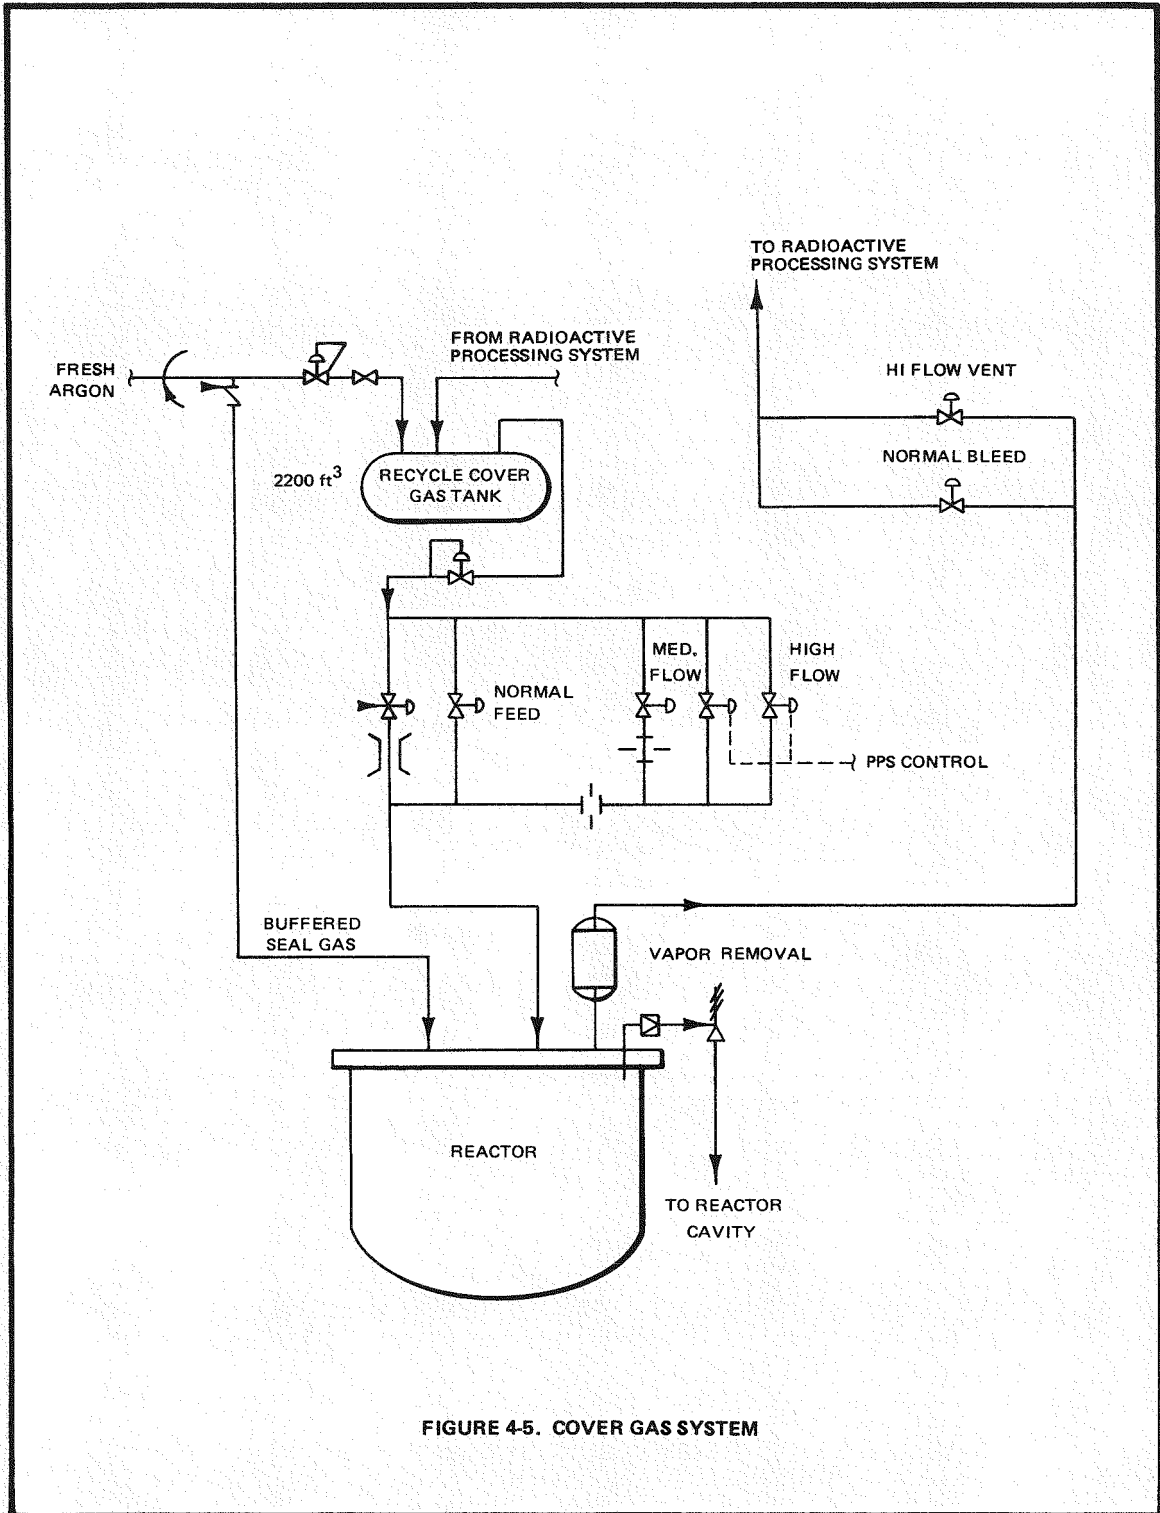 TO RADIOACTIVE
PROCESSING SYSTEM
FROM RADIOACTIVE
PROCESSING SYSTEM
FRESH
ARGON
HI FLOW VENT
NORMAL BLEED
2200 ft³
RECYCLE COVER
GAS TANK
MED.
FLOW
HIGH
FLOW
NORMAL
FEED
PPS CONTROL
BUFFERED
SEAL GAS
VAPOR REMOVAL
REACTOR
TO REACTOR
CAVITY
FIGURE 4-5. COVER GAS SYSTEM